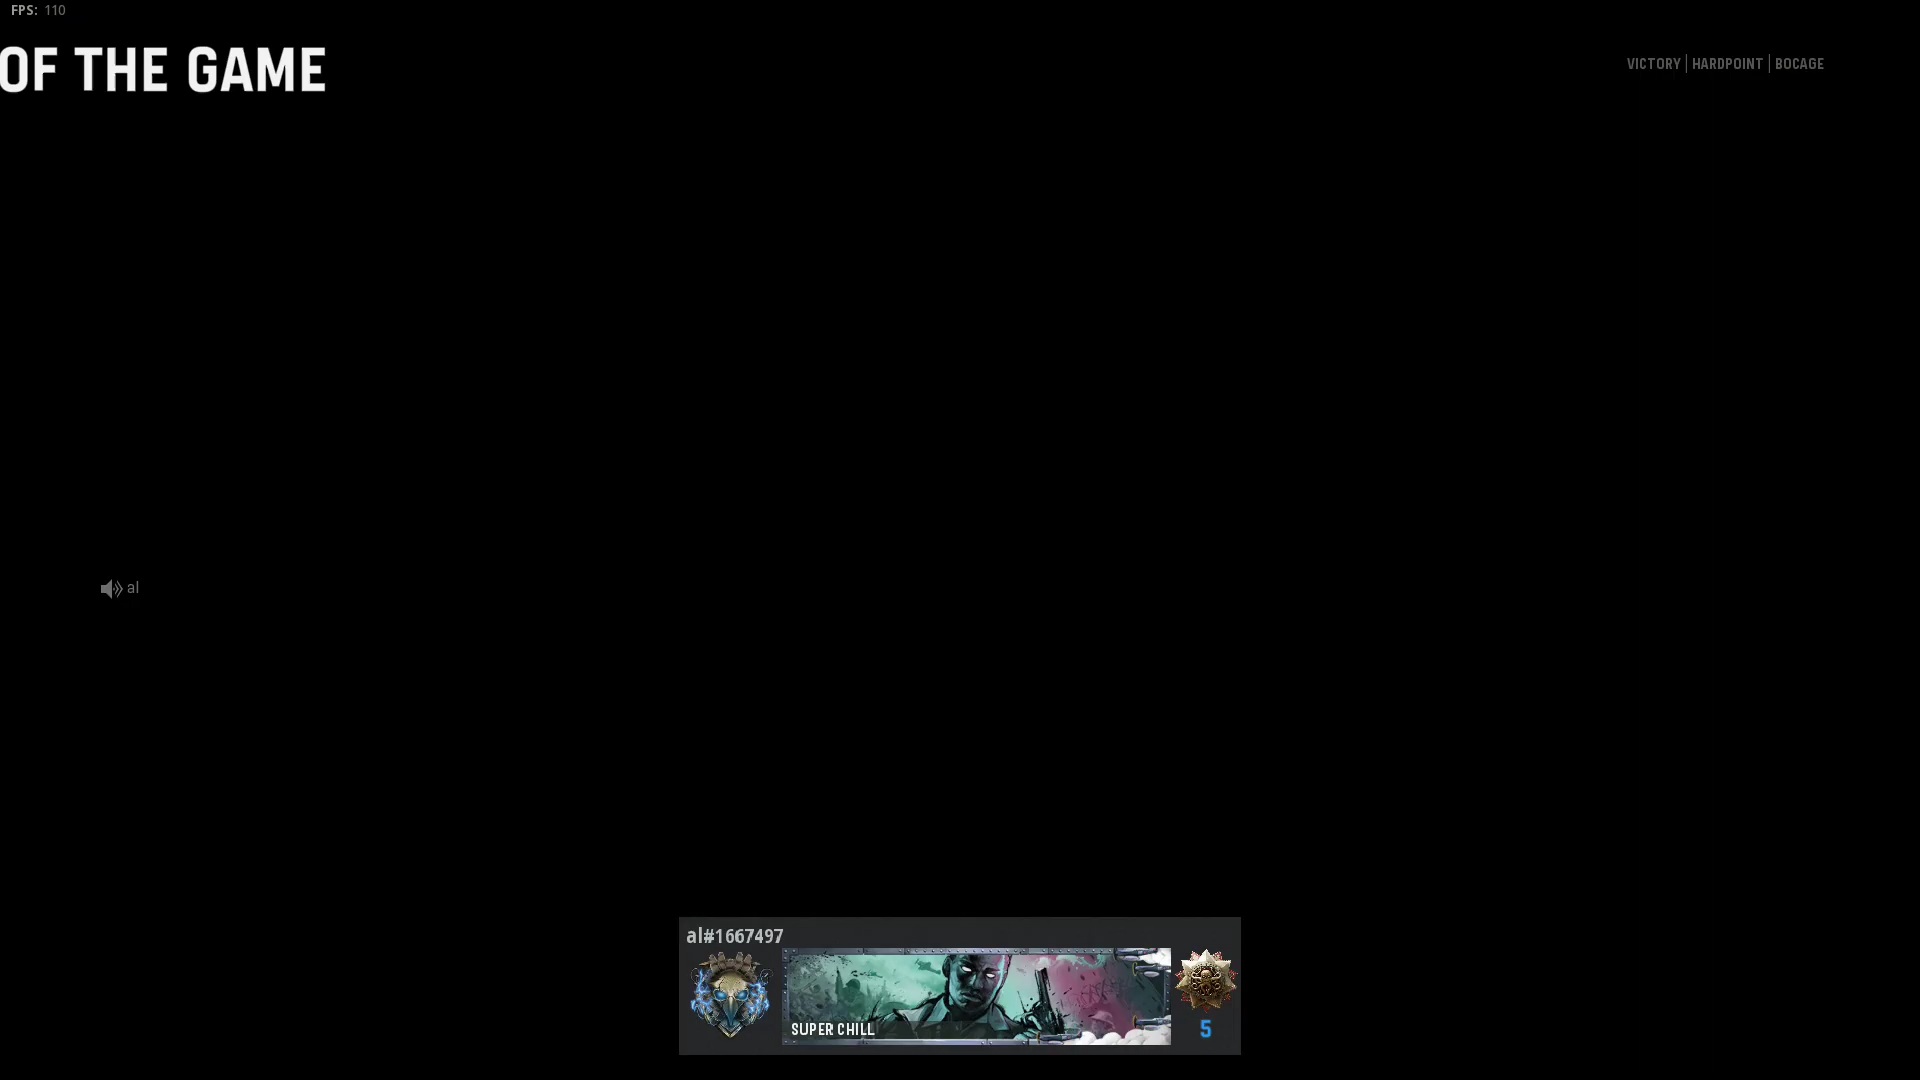 FPS: 110
OF THE GAME
VICTORY | HARDPOINT | BOCAGE
al
al#1667497
SUPER CHILL
5